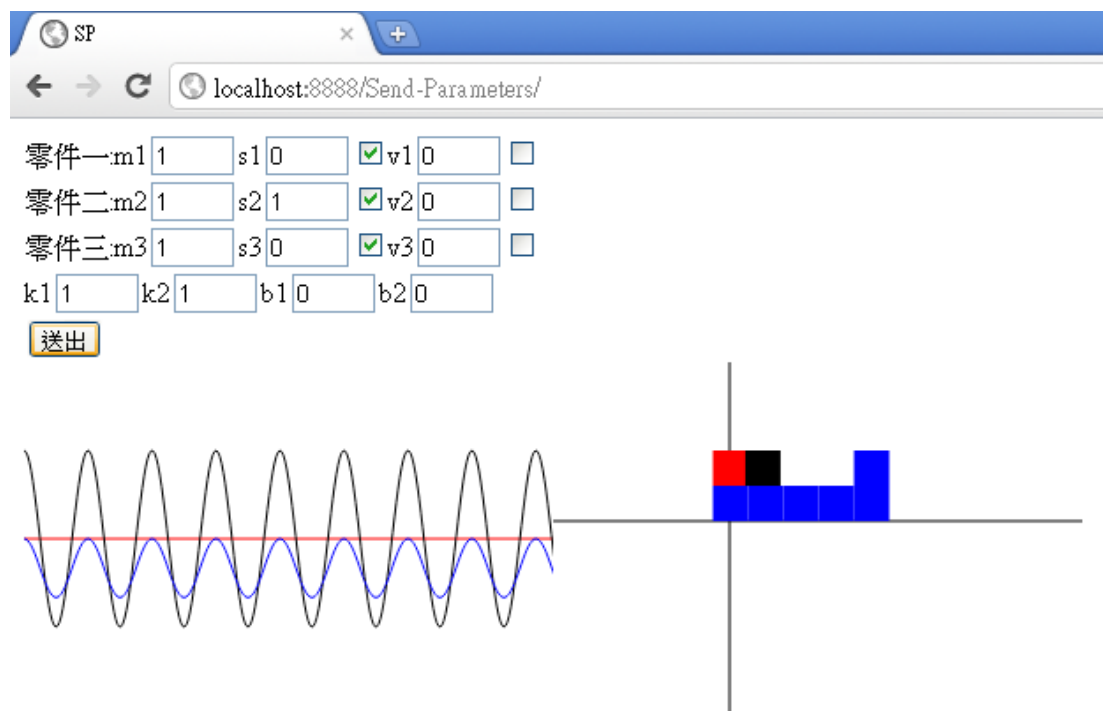 SP
localhost:8888/Send-Parameters/
零件一:m1 1 s1 0 v1 0
零件二:m2 1 s2 1 v2 0
零件三:m3 1 s3 0 v3 0
k1 1 k2 1 b1 0 b2 0
送出